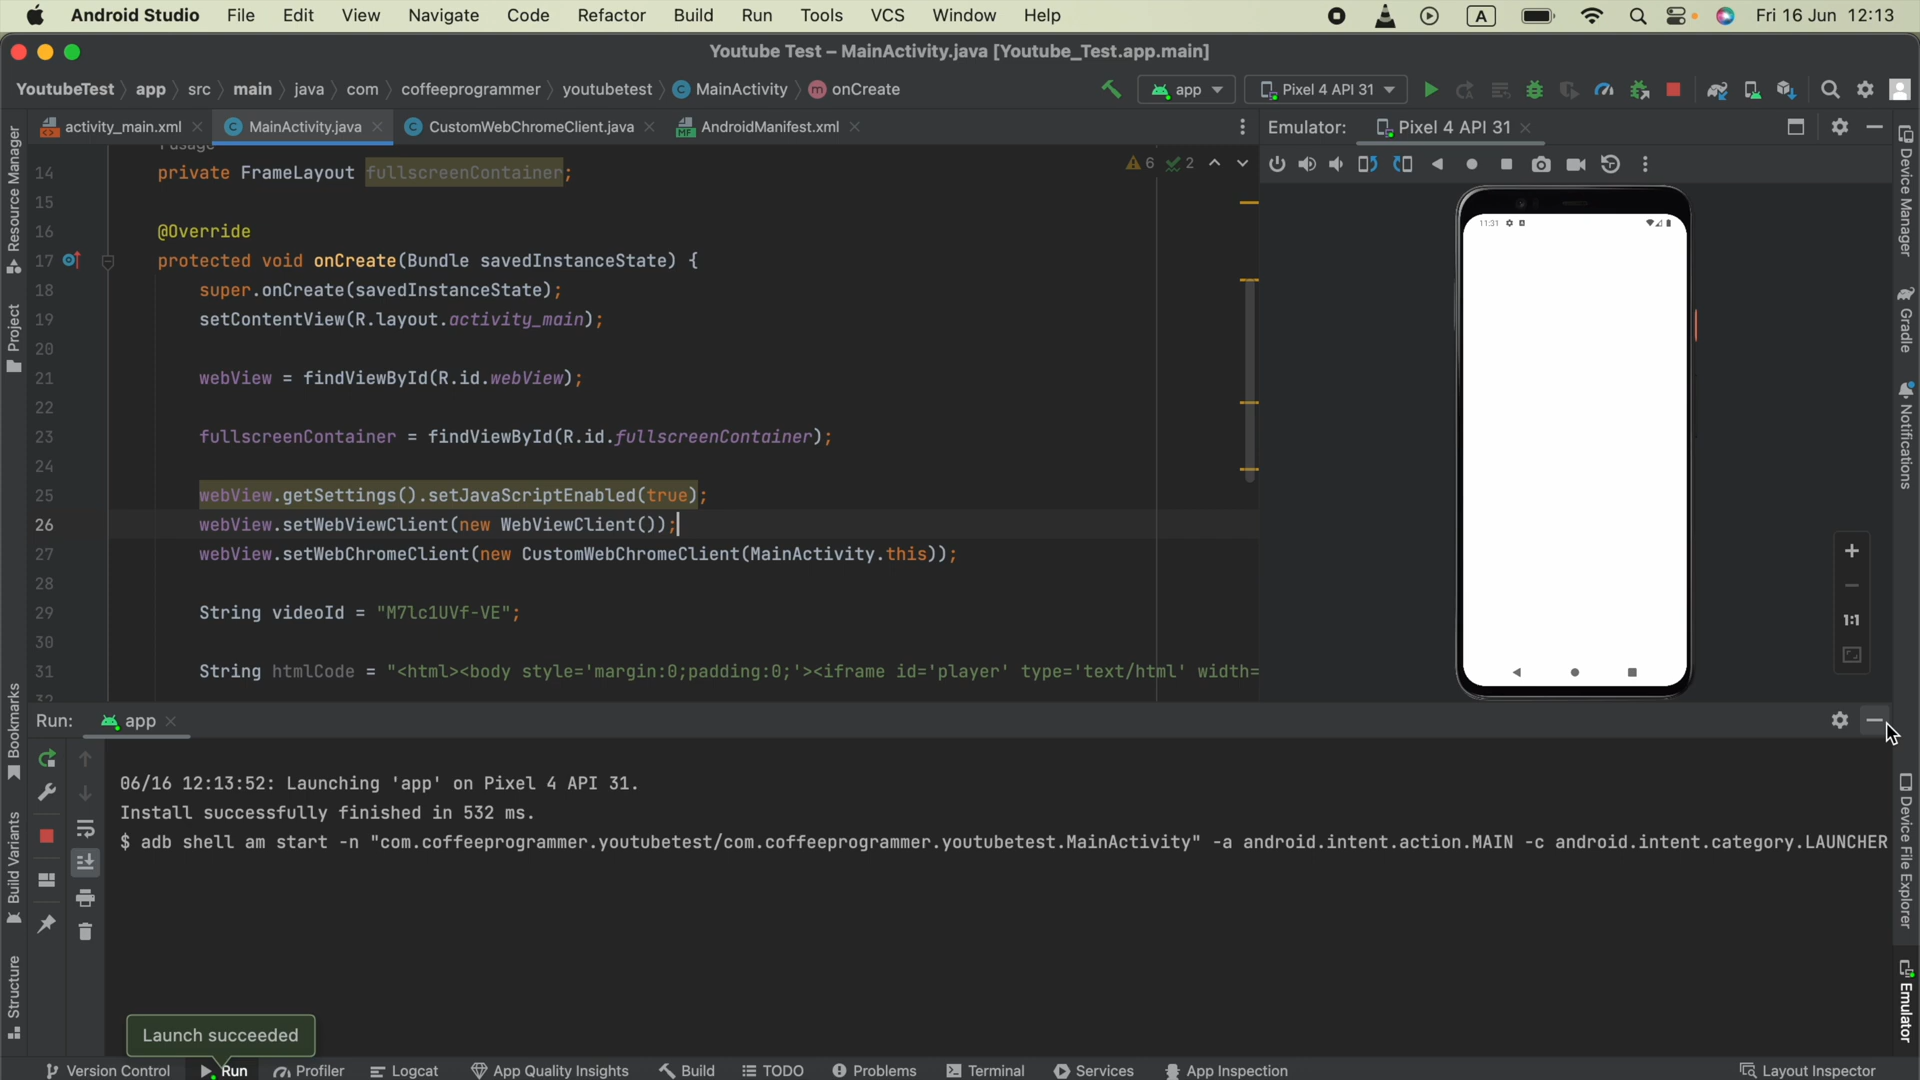 Android Studio File Edit View Navigate Code Refactor Build Run Tools VCS Window Help A Fri 16 Jun 12:13
Youtube Test – MainActivity.java [Youtube_Test.app.main]
YoutubeTest app src main java com coffeeprogrammer youtubetest MainActivity onCreate app Pixel 4 API 31
activity_main.xml MainActivity.java CustomWebChromeClient.java AndroidManifest.xml Emulator: Pixel 4 API 31
6 2
14 private FrameLayout fullscreenContainer;
15
16 @Override
17 protected void onCreate(Bundle savedInstanceState) {
18 super.onCreate(savedInstanceState);
19 setContentView(R.layout.activity_main);
20
21 webView = findViewById(R.id.webView);
22
23 fullscreenContainer = findViewById(R.id.fullscreenContainer);
24
25 webView.getSettings().setJavaScriptEnabled(true);
26 webView.setWebViewClient(new WebViewClient());
27 webView.setWebChromeClient(new CustomWebChromeClient(MainActivity.this));
28
29 String videoId = "M7lc1UVf-VE";
30
31 String htmlCode = "<html><body style='margin:0;padding:0;'><iframe id='player' type='text/html' width=
11:31
1:1
Resource Manager
Project
Bookmarks
Build Variants
Structure
Device Manager
Gradle
Notifications
Device File Explorer
Emulator
Run: app
06/16 12:13:52: Launching 'app' on Pixel 4 API 31.
Install successfully finished in 532 ms.
$ adb shell am start -n "com.coffeeprogrammer.youtubetest/com.coffeeprogrammer.youtubetest.MainActivity" -a android.intent.action.MAIN -c android.intent.category.LAUNCHER
Launch succeeded
Version Control Run Profiler Logcat App Quality Insights Build TODO Problems Terminal Services App Inspection Layout Inspector